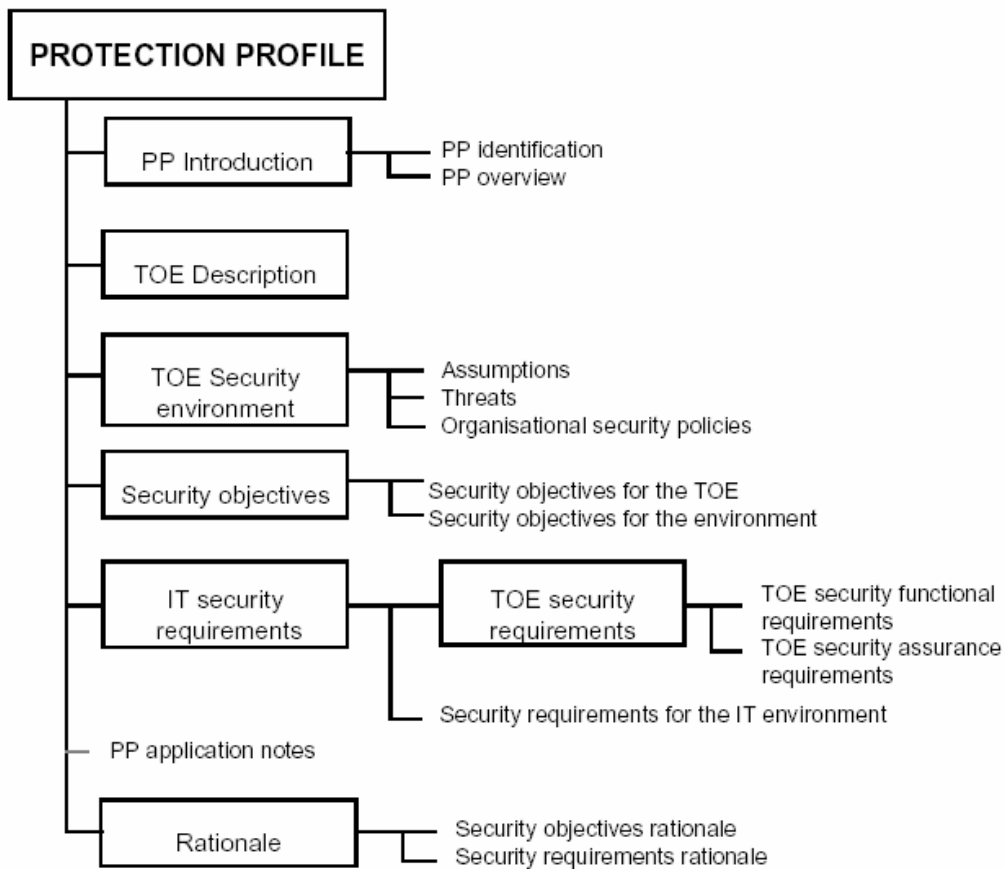 PROTECTION PROFILE
PP Introduction
PP identification
PP overview
TOE Description
TOE Security
environment
Assumptions
Threats
Organisational security policies
Security objectives
Security objectives for the TOE
Security objectives for the environment
IT security
requirements
TOE security
requirements
TOE security functional
requirements
TOE security assurance
requirements
Security requirements for the IT environment
PP application notes
Rationale
Security objectives rationale
Security requirements rationale